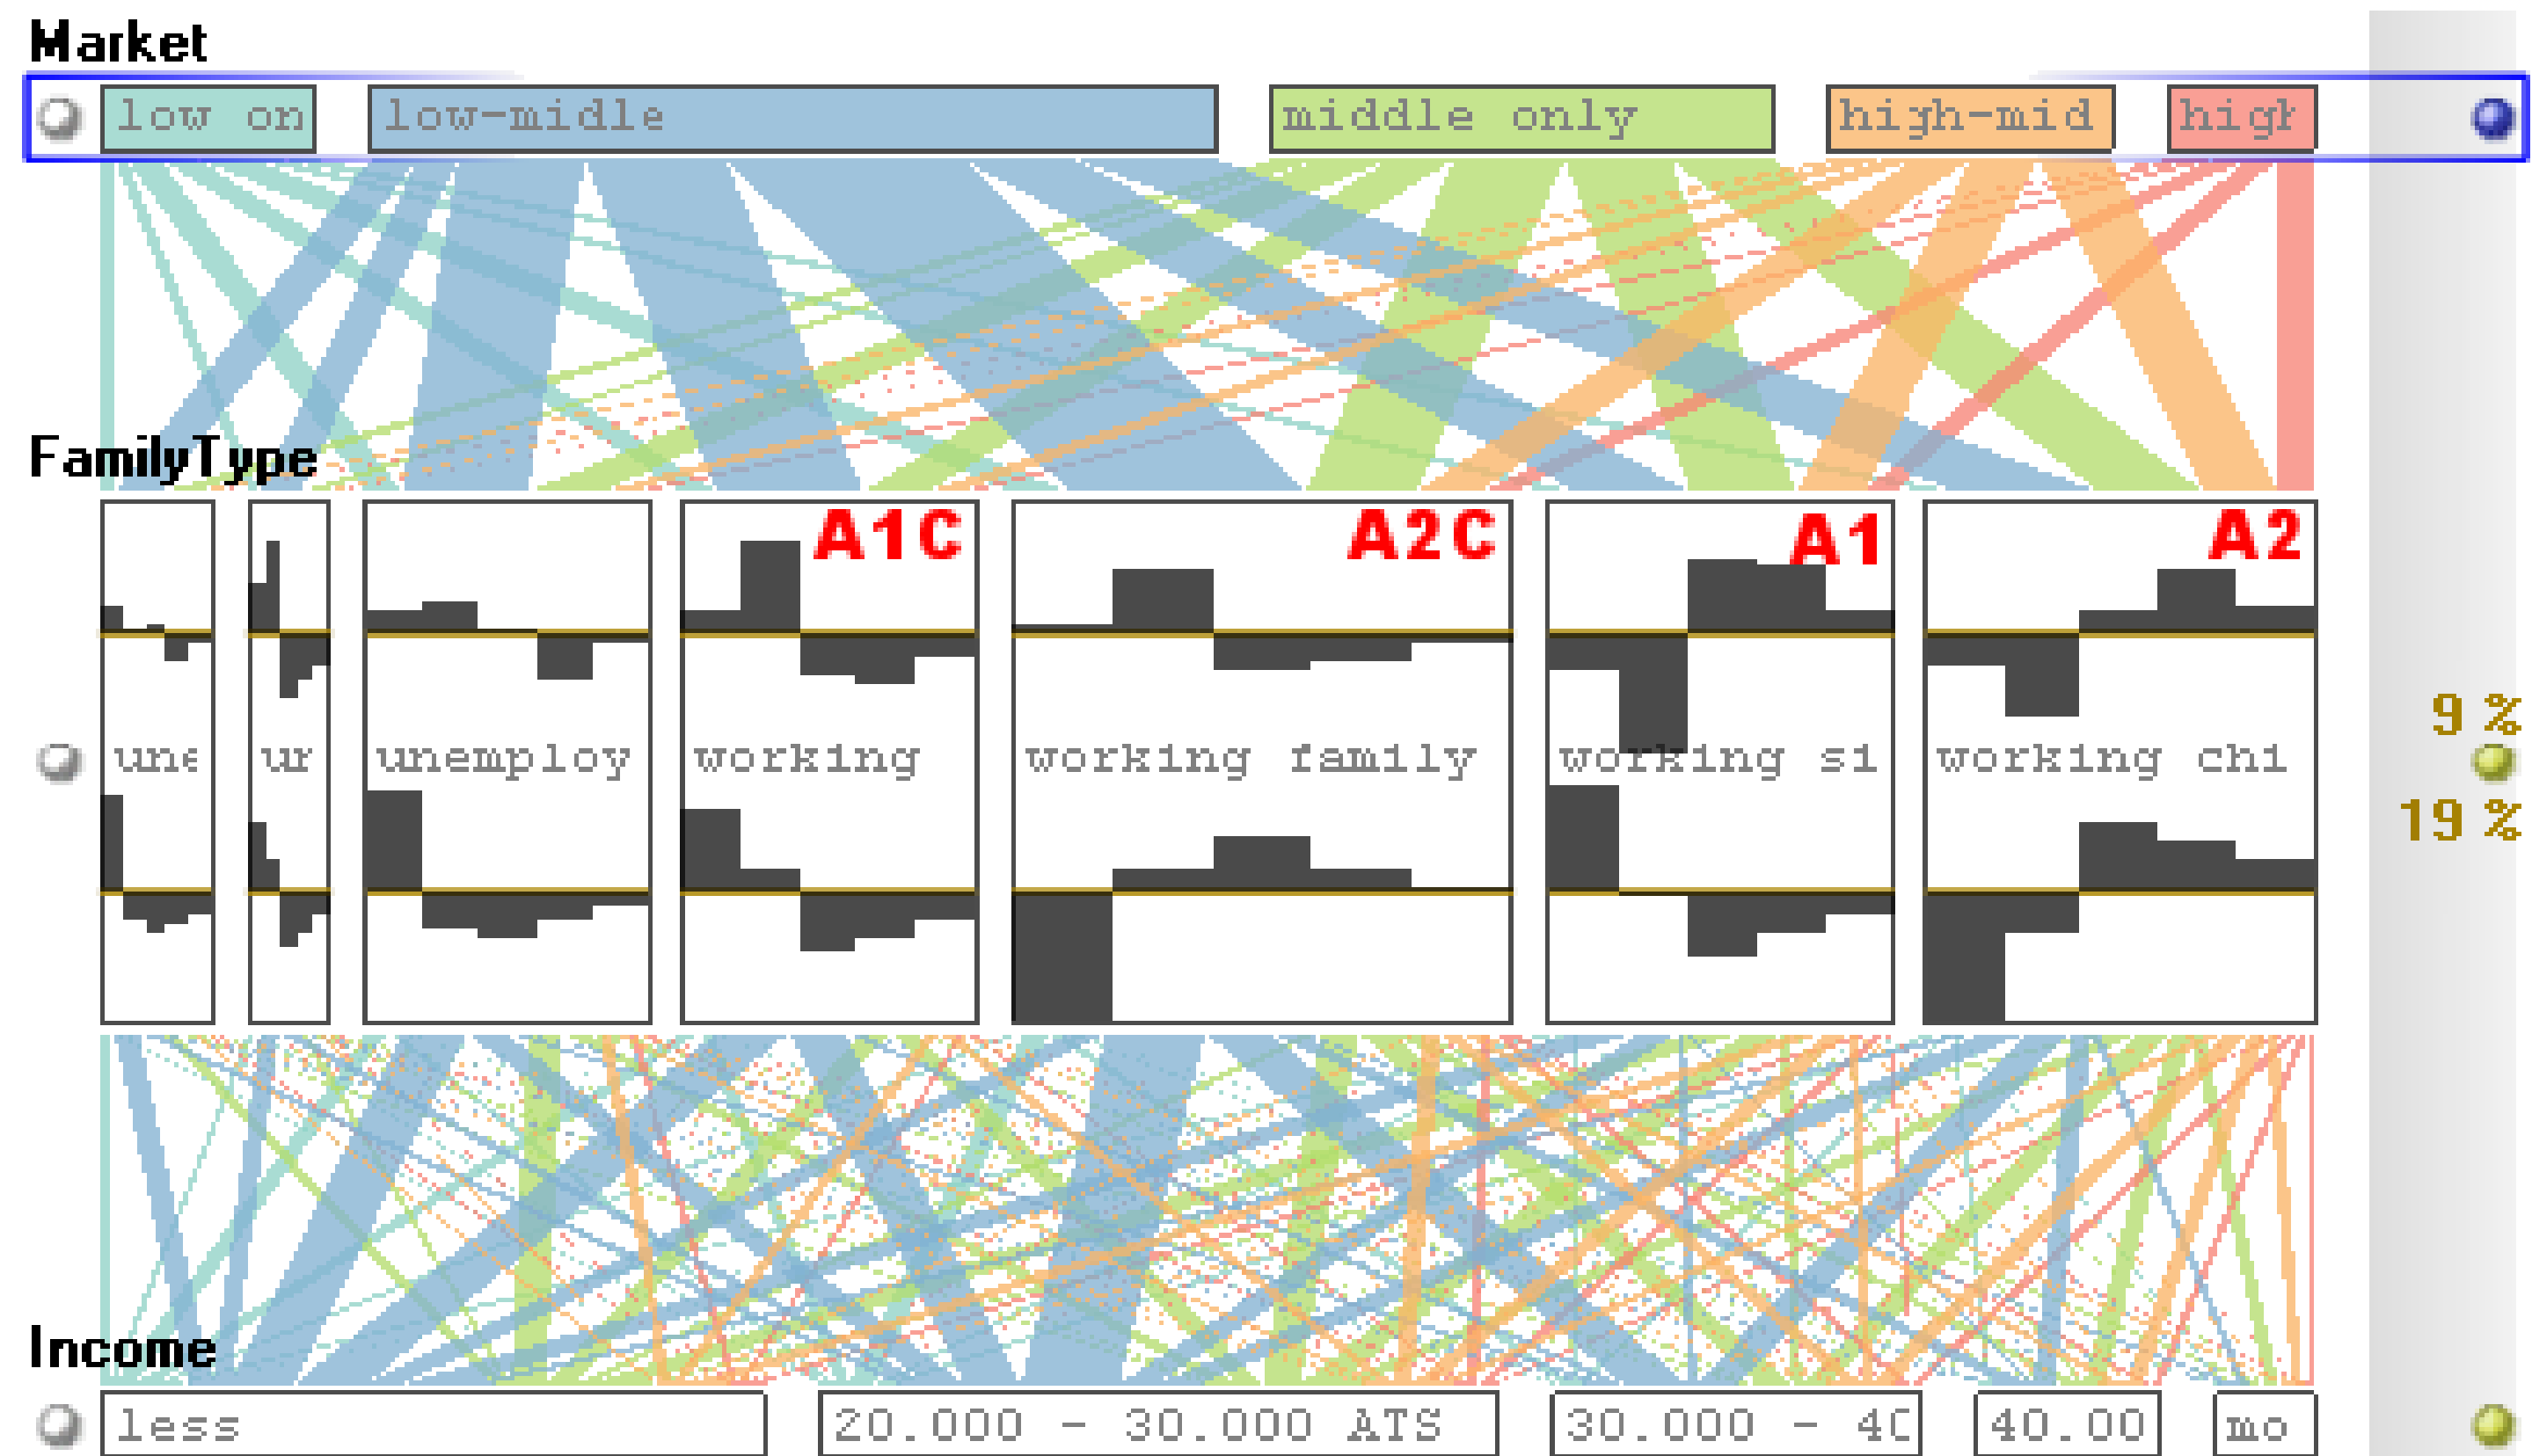 Market
low on low-midle middle only high-mid high
FamilyType
A1C A2C A1 A2
9 %
une ur unemploy working working family working si working chi
19 %
Income
less 20.000 - 30.000 ATS 30.000 - 40 40.00 mo